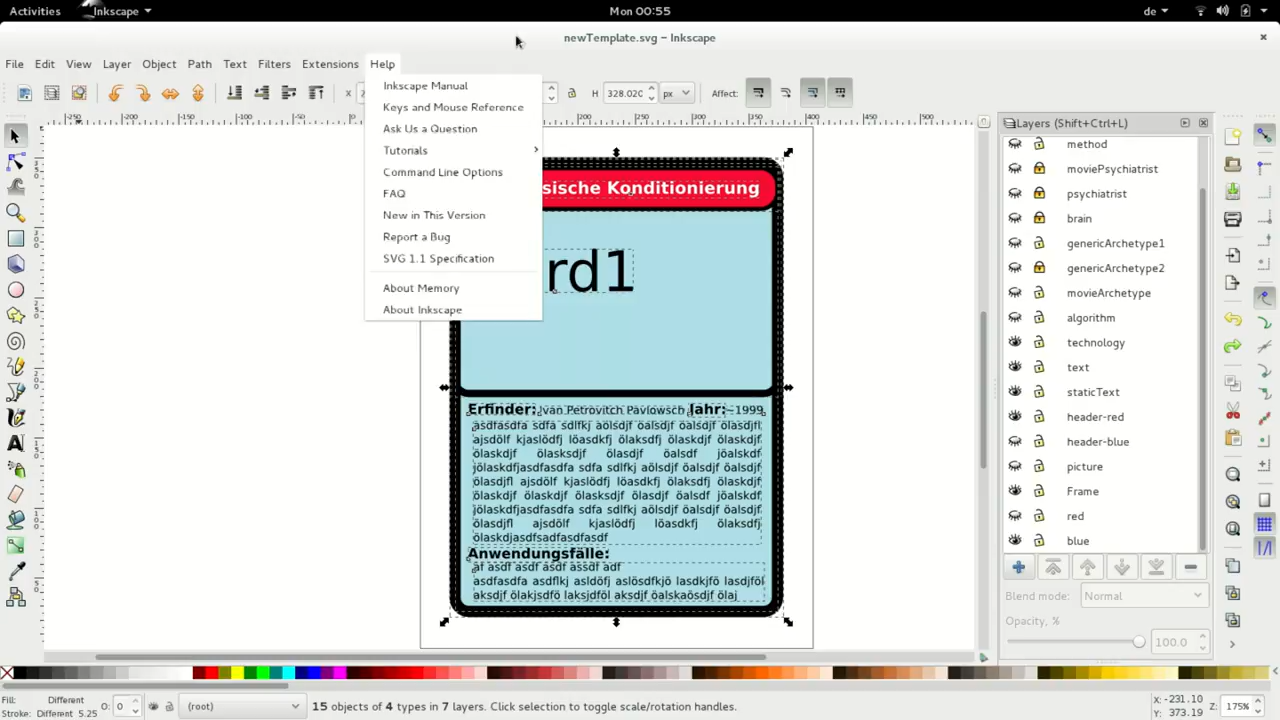 Activities Inkscape Mon 00:55 de
newTemplate.svg – Inkscape
File Edit View Layer Object Path Text Filters Extensions Help
H 328.020 px Affect:
Inkscape Manual
Keys and Mouse Reference
Ask Us a Question
Tutorials
Command Line Options
FAQ
New in This Version
Report a Bug
SVG 1.1 Specification
About Memory
About Inkscape
sische Konditionierung
rd1
Erfinder: Ivan Petrovitch Pavlowsch Jahr: ~1999
asdfasdfa sdfa sdlfkj aölsdjf öalsdjf öalsdjf ölasdjfl
ajsdölf kjaslödfj löasdkfj ölaksdfj ölaskdjf ölaskdjf
ölaskdjf ölasksdjf ölasdjf öalsdf jöalskdf
jölaskdfjasdfasdfa sdfa sdlfkj aölsdjf öalsdjf öalsdjf
ölasdjfl ajsdölf kjaslödfj löasdkfj ölaksdfj ölaskdjf
ölaskdjf ölaskdjf ölasksdjf ölasdjf öalsdf jöalskdf
jölaskdfjasdfasdfa sdfa sdlfkj aölsdjf öalsdjf öalsdjf
ölasdjfl ajsdölf kjaslödfj löasdkfj ölaksdfj
ölaskdjasdfsadfasdfasdf
Anwendungsfälle:
af asdf asdf asdf assdf adf
asdfasdfa asdflkj asldöfj aslösdfkjö lasdkjfö lasdjföl
aksdjf ölakjsdfö laksjdföl aksdjf öalskaösdjf ölaj
Layers (Shift+Ctrl+L)
method
moviePsychiatrist
psychiatrist
brain
genericArchetype1
genericArchetype2
movieArchetype
algorithm
technology
text
staticText
header-red
header-blue
picture
Frame
red
blue
Blend mode: Normal
Opacity, % 100.0
Fill: Different O: 0 (root) 15 objects of 4 types in 7 layers. Click selection to toggle scale/rotation handles. X: -231.10 Z: 175%
Stroke: Different 5.25 Y: 373.19